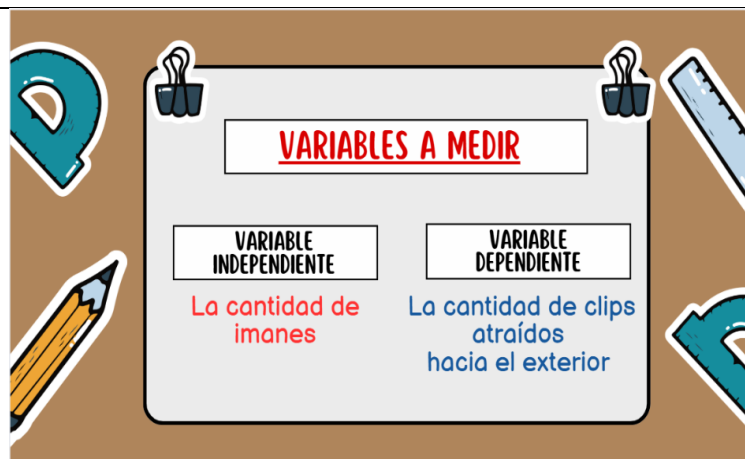 VARIABLES A MEDIR
VARIABLE
INDEPENDIENTE
La cantidad de
imanes
VARIABLE
DEPENDIENTE
La cantidad de clips
atraídos
hacia el exterior